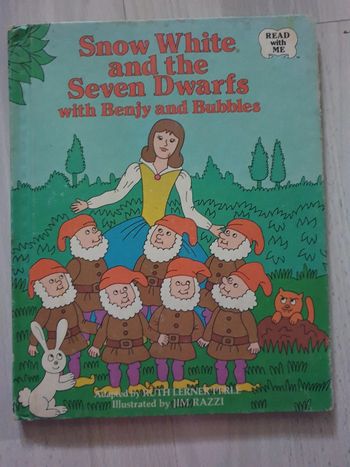 Snow White
and the
Seven Dwarfs
with Benjy and Bubbles
READ
with
ME
Adapted by RUTH LERNER PERLE
Illustrated by JIM RAZZI